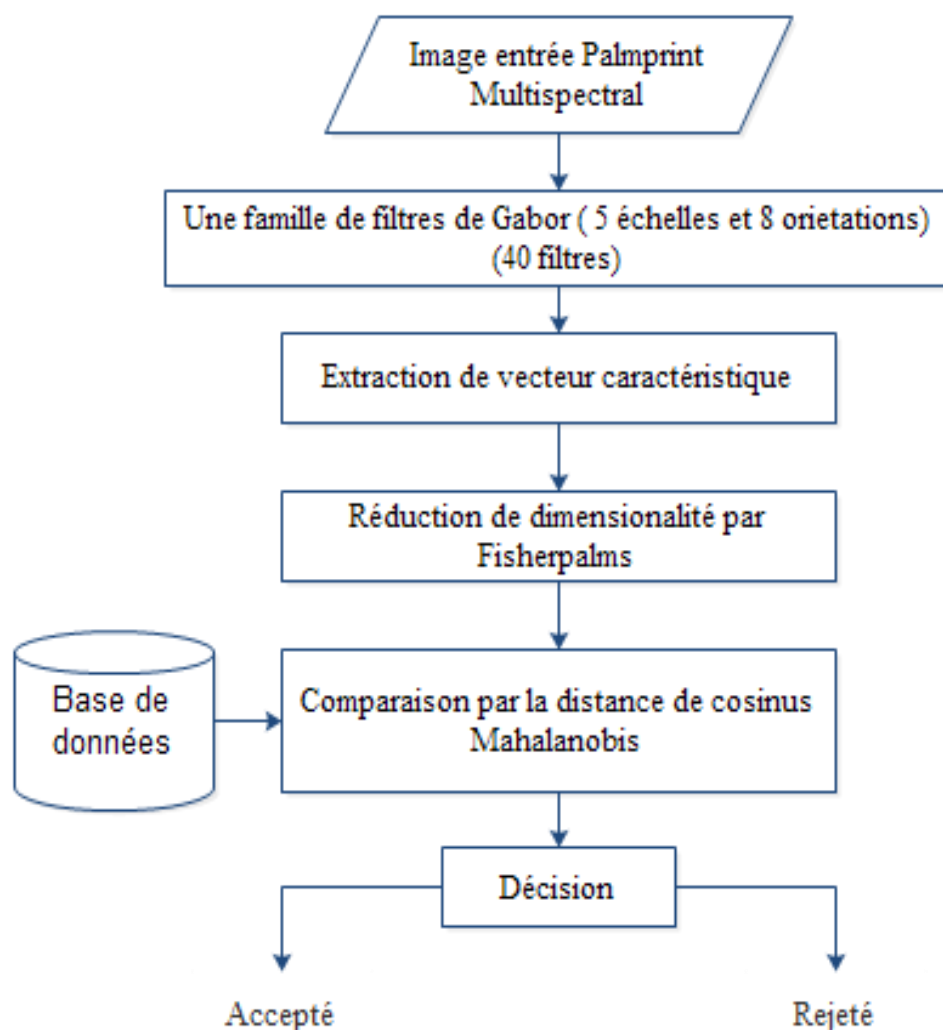 Image entrée Palmprint
Multispectral
Une famille de filtres de Gabor ( 5 échelles et 8 orietations)
(40 filtres)
Extraction de vecteur caractéristique
Réduction de dimensionalité par
Fisherpalms
Base de
données
Comparaison par la distance de cosinus
Mahalanobis
Décision
Accepté
Rejeté